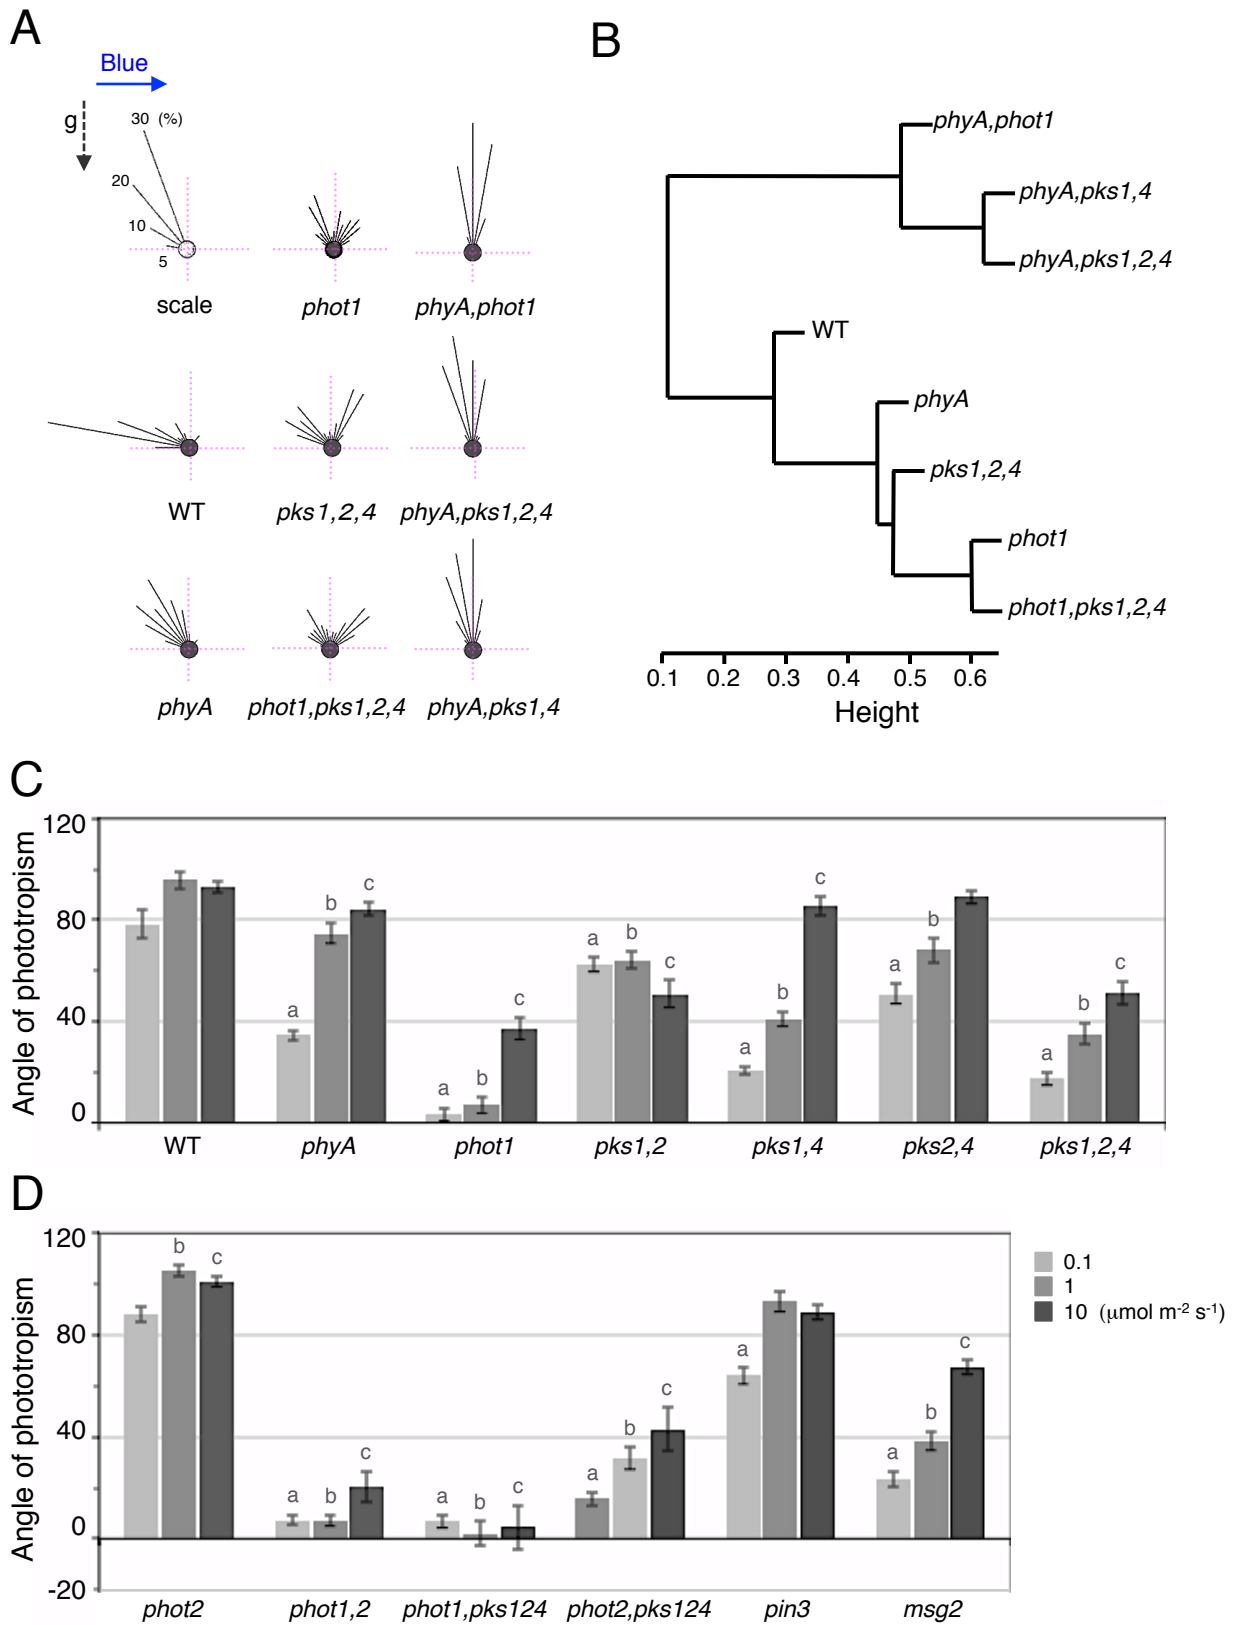 A
Blue
g
30 (%)
20
10
5
scale
phot1
phyA,phot1
WT
pks1,2,4
phyA,pks1,2,4
phyA
phot1,pks1,2,4
phyA,pks1,4
B
phyA,phot1
phyA,pks1,4
phyA,pks1,2,4
WT
phyA
pks1,2,4
phot1
phot1,pks1,2,4
0.1 0.2 0.3 0.4 0.5 0.6
Height
C
Angle of phototropism
120
80
40
0
a b c
a b c
a b c
a b c
a b
a b c
WT phyA phot1 pks1,2 pks1,4 pks2,4 pks1,2,4
D
Angle of phototropism
120
80
40
0
-20
b c
a b c
a b c
a b c
a
a b c
phot2 phot1,2 phot1,pks124 phot2,pks124 pin3 msg2
0.1
1
10 (µmol m-2 s-1)